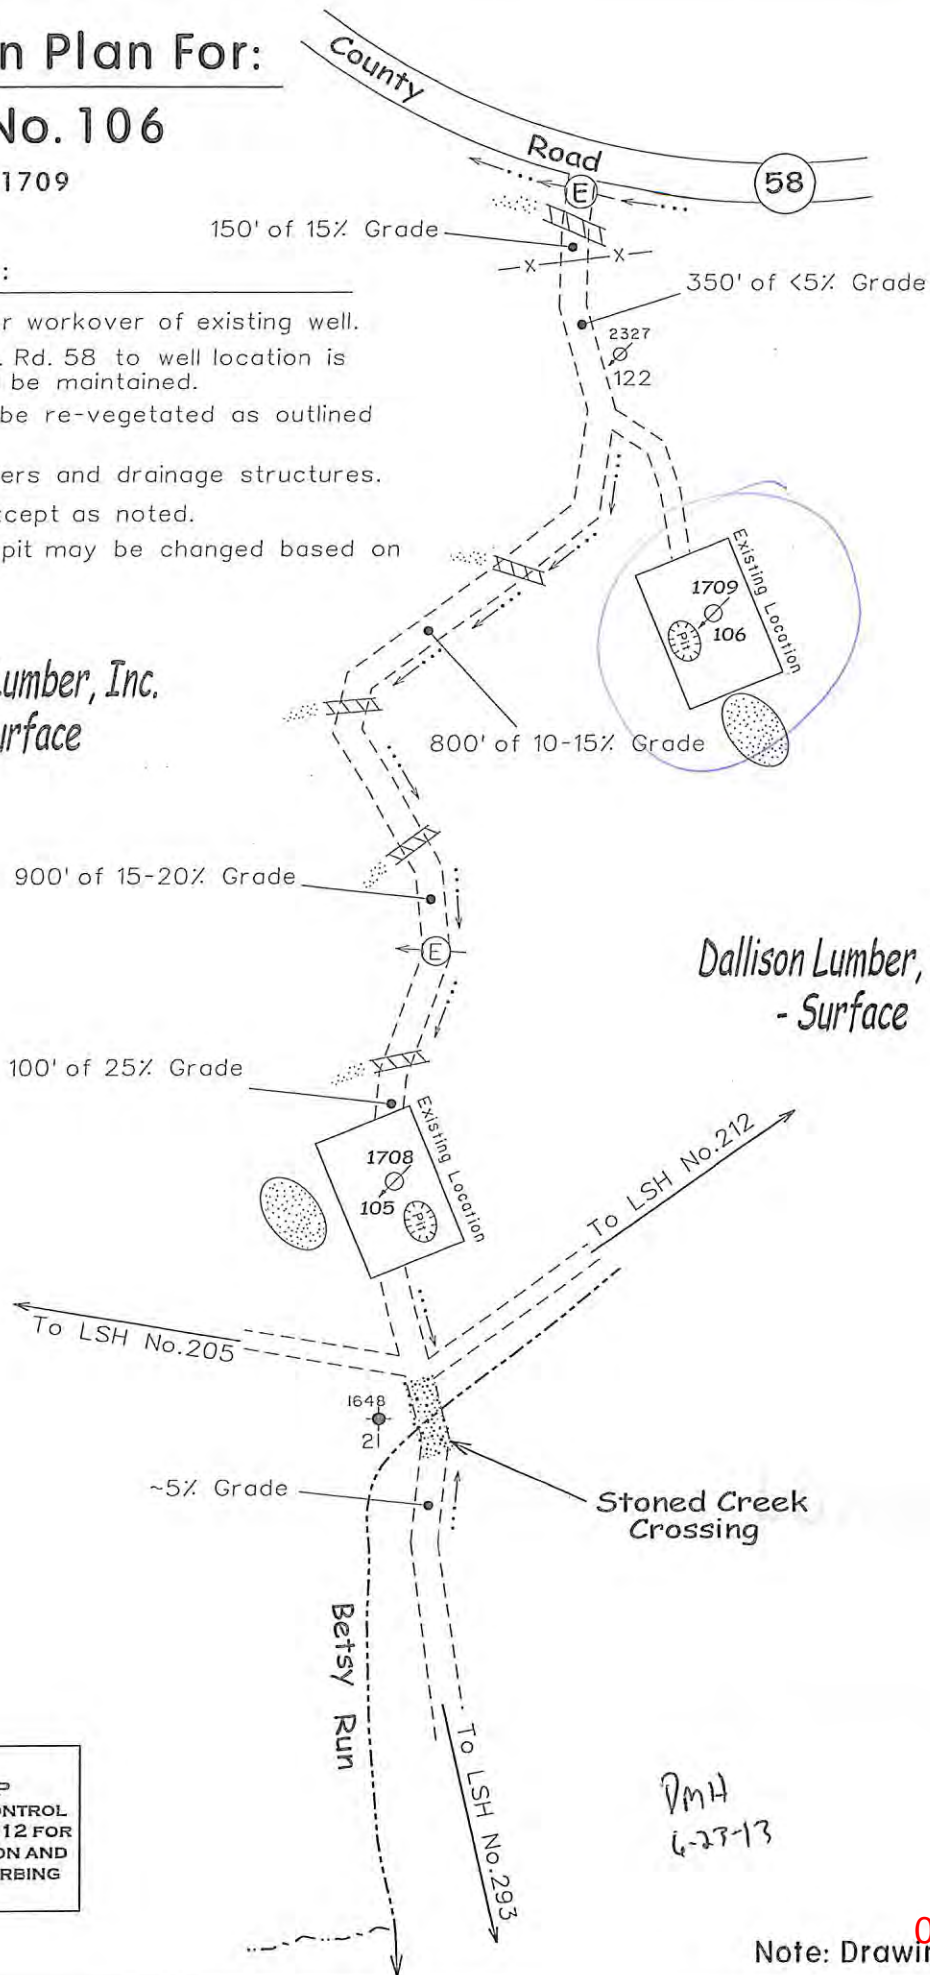 n Plan For:
No. 106
1709
County
Road
58
E
150' of 15% Grade
X
X
350' of <5% Grade
:
r workover of existing well.
. Rd. 58 to well location is
be maintained.
be re-vegetated as outlined
ers and drainage structures.
cept as noted.
pit may be changed based on
2327
122
Existing Location
1709
106
Pit
umber, Inc.
urface
800' of 10-15% Grade
900' of 15-20% Grade
E
Dallison Lumber,
- Surface
100' of 25% Grade
Existing Location
1708
105
Pit
To LSH No.212
To LSH No.205
1648
21
~5% Grade
Stoned Creek
Crossing
Betsy Run
To LSH No.293
P
NTROL
12 FOR
ON AND
RBING
DMH
6-23-13
0
Note: Drawin